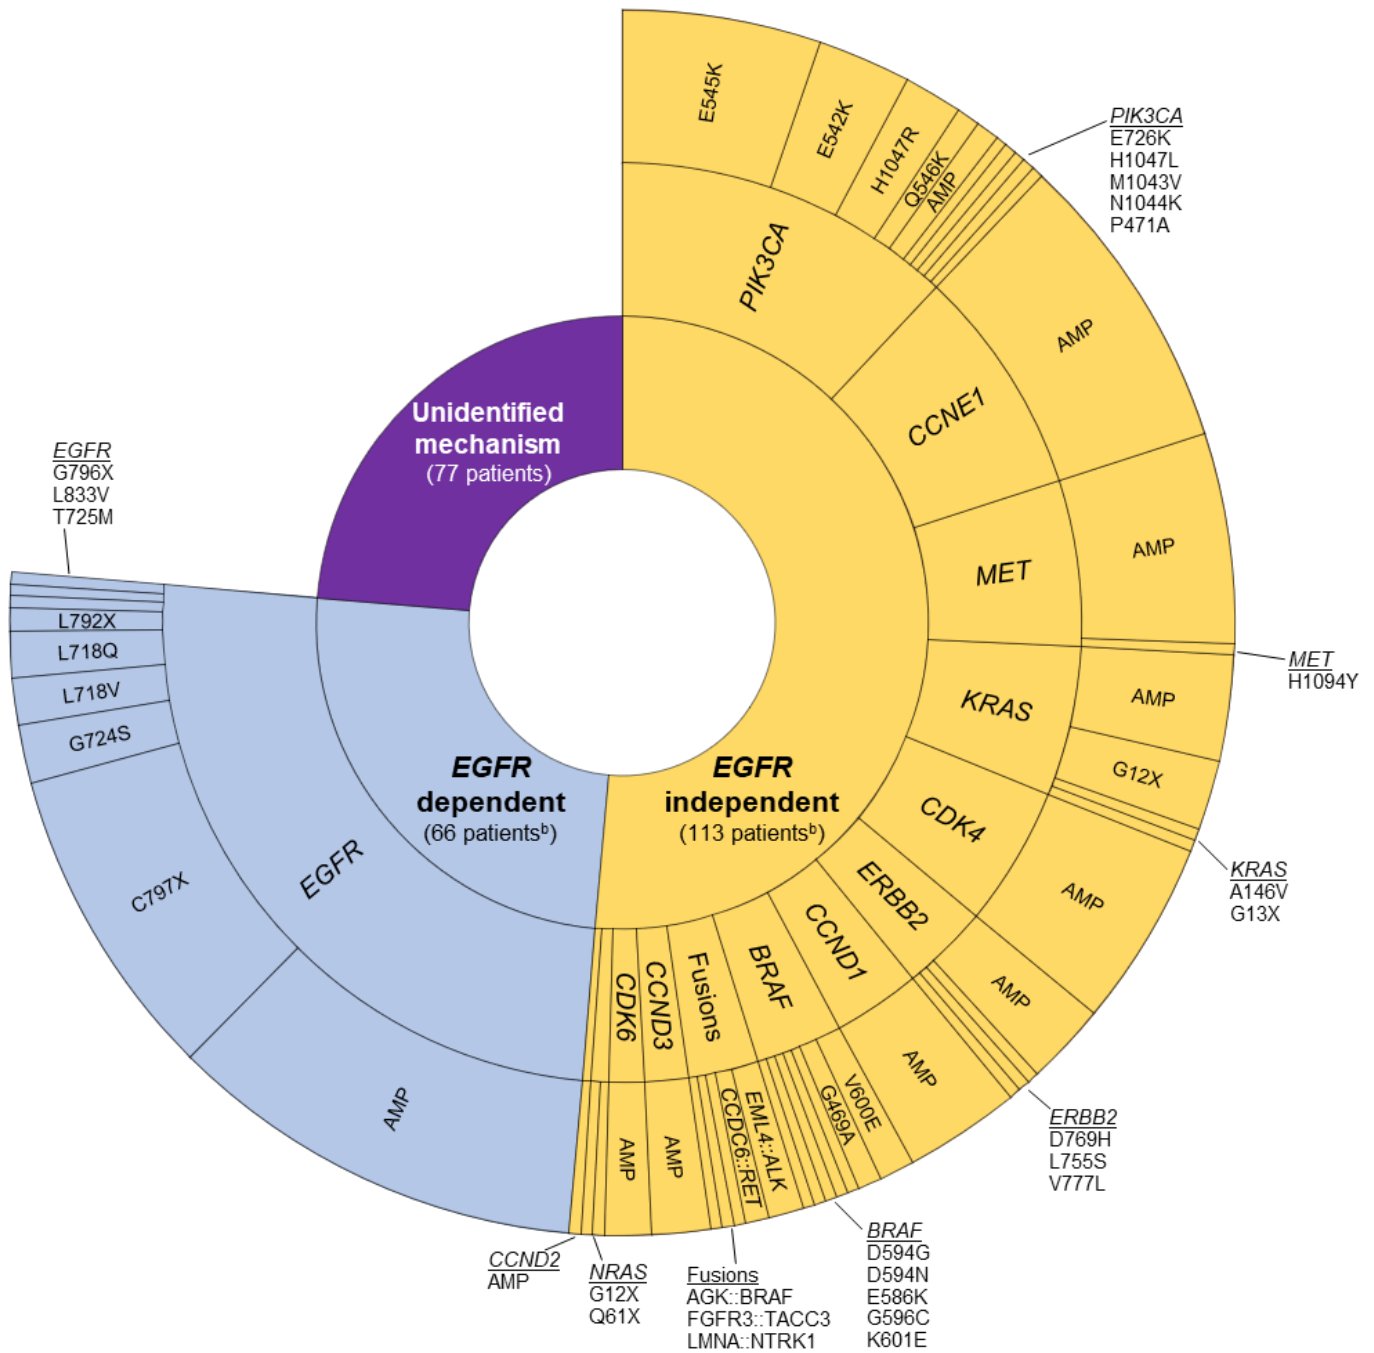 E545K
E542K
H1047R
Q546K
AMP
PIK3CA
E726K
H1047L
M1043V
N1044K
P471A
PIK3CA
AMP
CCNE1
Unidentified
mechanism
(77 patients)
EGFR
G796X
L833V
T725M
AMP
MET
L792X
L718Q
L718V
G724S
MET
H1094Y
AMP
KRAS
G12X
EGFR
dependent
(66 patientsᵇ)
EGFR
independent
(113 patientsᵇ)
CDK4
KRAS
A146V
G13X
C797X
EGFR
AMP
ERBB2
CCND1
BRAF
Fusions
CCND3
CDK6
AMP
AMP
ERBB2
D769H
L755S
V777L
V600E
G469A
EML4::ALK
CCDC6::RET
AMP
AMP
AMP
CCND2
AMP
NRAS
G12X
Q61X
Fusions
AGK::BRAF
FGFR3::TACC3
LMNA::NTRK1
BRAF
D594G
D594N
E586K
G596C
K601E